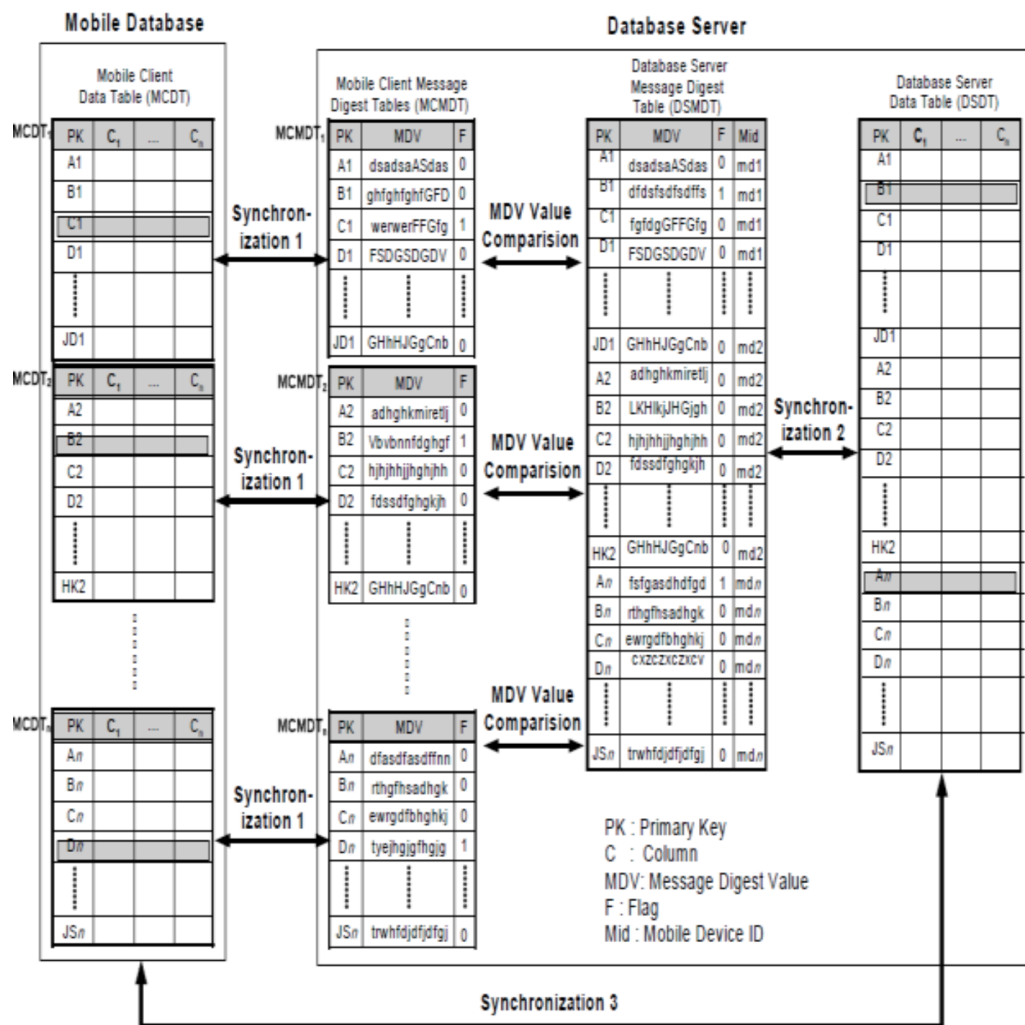 Mobile Database
Database Server
Mobile Client
Data Table (MCDT)
Mobile Client Message
Digest Tables (MCMDT)
Database Server
Message Digest
Table (DSMDT)
Database Server
Data Table (DSDT)
MCDT1
PK C1 ... Cn
A1
B1
C1
D1
JD1
MCDT2
PK C1 ... Cn
A2
B2
C2
D2
HK2
MCDTn
PK C1 ... Cn
An
Bn
Cn
Dn
JSn
Synchron-
ization 1
Synchron-
ization 1
Synchron-
ization 1
MCMDT1
PK MDV F
A1 dsadsaASdas 0
B1 ghfghfghfGFD 0
C1 werwerFFGfg 1
D1 FSDGSDGDV 0
JD1 GHhHJGgCnb 0
MCMDT2
PK MDV F
A2 adhghkmiretlj 0
B2 Vbvbnnfdghgf 1
C2 hjhjhhjjhghjhh 0
D2 fdssdfghgkjh 0
HK2 GHhHJGgCnb 0
MCMDTn
PK MDV F
An dfasdfasdffnn 0
Bn rthgfhsadhgk 0
Cn ewrgdfbhghkj 0
Dn tyejhgjgfhgjg 1
JSn trwhfdjdfjdfgj 0
MDV Value
Comparision
MDV Value
Comparision
MDV Value
Comparision
PK MDV F Mid
A1 dsadsaASdas 0 md1
B1 dfdsfsdfsdffs 1 md1
C1 fgfdgGFFGfg 0 md1
D1 FSDGSDGDV 0 md1
JD1 GHhHJGgCnb 0 md2
A2 adhghkmiretlj 0 md2
B2 LKHlkjJHGjgh 0 md2
C2 hjhjhhjjhghjhh 0 md2
D2 fdssdfghgkjh 0 md2
HK2 GHhHJGgCnb 0 md2
An fsfgasdhdfgd 1 md.n
Bn rthgfhsadhgk 0 md.n
Cn ewrgdfbhghkj 0 md.n
Dn cxzczxczxcv 0 md.n
JSn trwhfdjdfjdfgj 0 md.n
Synchron-
ization 2
PK C1 ... Cn
A1
B1
C1
D1
JD1
A2
B2
C2
D2
HK2
An
Bn
Cn
Dn
JSn
PK : Primary Key
C : Column
MDV: Message Digest Value
F : Flag
Mid : Mobile Device ID
Synchronization 3